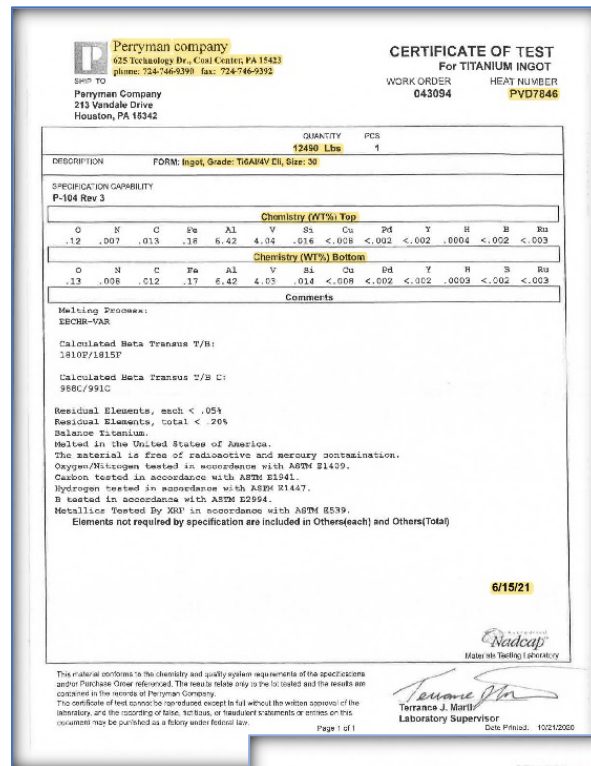 Perryman company
625 Technology Dr., Coal Center, PA 15423
phone: 724-746-9390 fax: 724-746-9392
SHIP TO
Perryman Company
213 Vandale Drive
Houston, PA 15342
CERTIFICATE OF TEST
For TITANIUM INGOT
WORK ORDER HEAT NUMBER
043094 PVD7846
QUANTITY PCS
12490 Lbs 1
DESCRIPTION FORM: Ingot, Grade: Ti6Al/4V Eli, Size: 30
SPECIFICATION CAPABILITY
P-104 Rev 3
Chemistry (WT%) Top
O N C Fe Al V Si Cu Pd Y H B Ru
.12 .007 .013 .18 6.42 4.04 .016 <.008 <.002 <.002 .0004 <.002 <.003
Chemistry (WT%) Bottom
O N C Fe Al V Si Cu Pd Y H B Ru
.13 .008 .012 .17 6.42 4.03 .014 <.008 <.002 <.002 .0003 <.002 <.003
Comments
Melting Process:
EBCHR-VAR
Calculated Beta Transus T/B:
1810F/1815F
Calculated Beta Transus T/B C:
988C/991C
Residual Elements, each < .05%
Residual Elements, total < .20%
Balance Titanium.
Melted in the United States of America.
The material is free of radioactive and mercury contamination.
Oxygen/Nitrogen tested in accordance with ASTM E1409.
Carbon tested in accordance with ASTM E1941.
Hydrogen tested in accordance with ASTM E1447.
B tested in accordance with ASTM E2994.
Metallics Tested By XRF in accordance with ASTM E539.
Elements not required by specification are included in Others(each) and Others(Total)
6/15/21
Nadcap
Materials Testing Laboratory
This material conforms to the chemistry and quality system requirements of the specifications
and/or Purchase Order referenced. The results relate only to the lot tested and the results are
contained in the records of Perryman Company.
The certificate of test cannot be reproduced except in full without the written approval of the
laboratory, and the recording of false, fictitious, or fraudulent statements or entries on this
document may be punished as a felony under federal law.
Terrance J. Martin
Laboratory Supervisor
Page 1 of 1
Date Printed: 10/21/2020